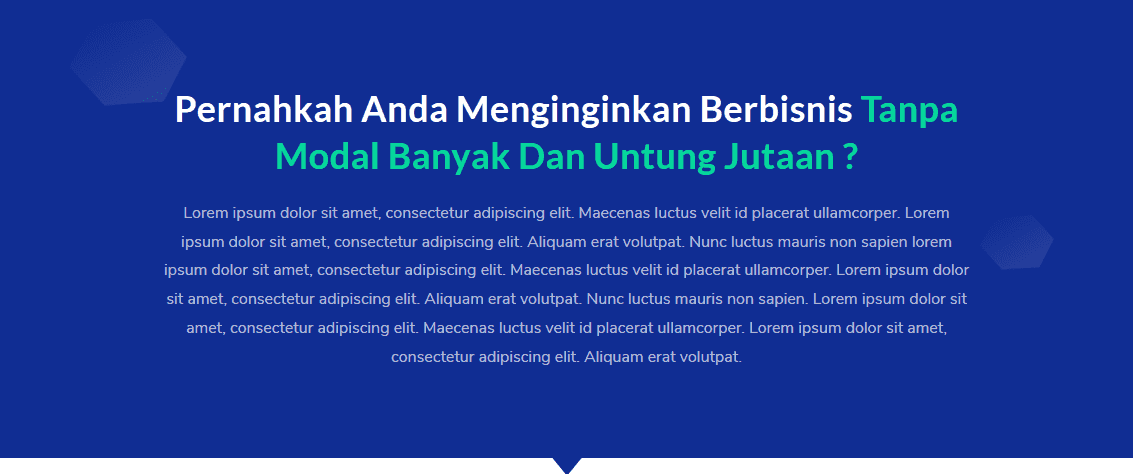 Pernahkah Anda Menginginkan Berbisnis Tanpa
Modal Banyak Dan Untung Jutaan ?
Lorem ipsum dolor sit amet, consectetur adipiscing elit. Maecenas luctus velit id placerat ullamcorper. Lorem
ipsum dolor sit amet, consectetur adipiscing elit. Aliquam erat volutpat. Nunc luctus mauris non sapien lorem
ipsum dolor sit amet, consectetur adipiscing elit. Maecenas luctus velit id placerat ullamcorper. Lorem ipsum dolor
sit amet, consectetur adipiscing elit. Aliquam erat volutpat. Nunc luctus mauris non sapien. Lorem ipsum dolor sit
amet, consectetur adipiscing elit. Maecenas luctus velit id placerat ullamcorper. Lorem ipsum dolor sit amet,
consectetur adipiscing elit. Aliquam erat volutpat.